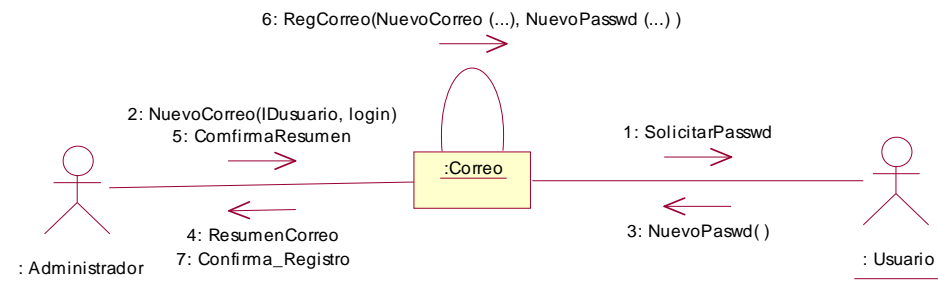 6: RegCorreo(NuevoCorreo (...), NuevoPasswd (...) )
2: NuevoCorreo(IDusuario, login)
5: ComfirmaResumen
1: SolicitarPasswd
:Correo
4: ResumenCorreo
7: Confirma_Registro
3: NuevoPaswd( )
: Administrador
: Usuario